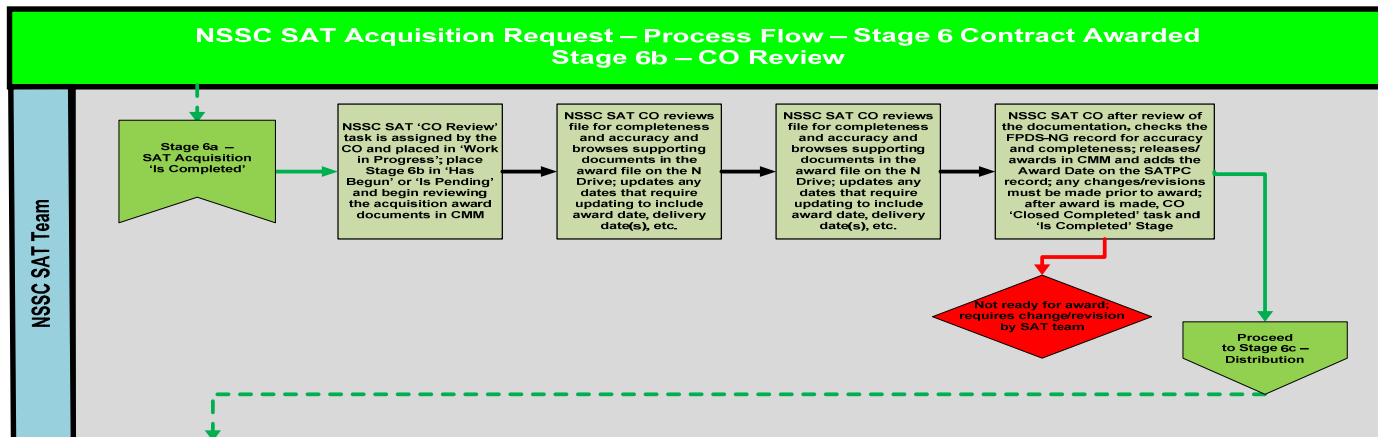 NSSC SAT Acquisition Request – Process Flow – Stage 6 Contract Awarded
Stage 6b – CO Review
NSSC SAT Team
Stage 6a –
SAT Acquisition
‘Is Completed’
NSSC SAT ‘CO Review’
task is assigned by the
CO and placed in ‘Work
in Progress’; place
Stage 6b in ‘Has
Begun’ or ‘Is Pending’
and begin reviewing
the acquisition award
documents in CMM
NSSC SAT CO reviews
file for completeness
and accuracy and
browses supporting
documents in the
award file on the N
Drive; updates any
dates that require
updating to include
award date, delivery
date(s), etc.
NSSC SAT CO reviews
file for completeness
and accuracy and
browses supporting
documents in the
award file on the N
Drive; updates any
dates that require
updating to include
award date, delivery
date(s), etc.
NSSC SAT CO after review of
the documentation, checks the
FPDS-NG record for accuracy
and completeness; releases/
awards in CMM and adds the
Award Date on the SATPC
record; any changes/revisions
must be made prior to award;
after award is made, CO
‘Closed Completed’ task and
‘Is Completed’ Stage
Not ready for award;
requires change/revision
by SAT team
Proceed
to Stage 6c –
Distribution